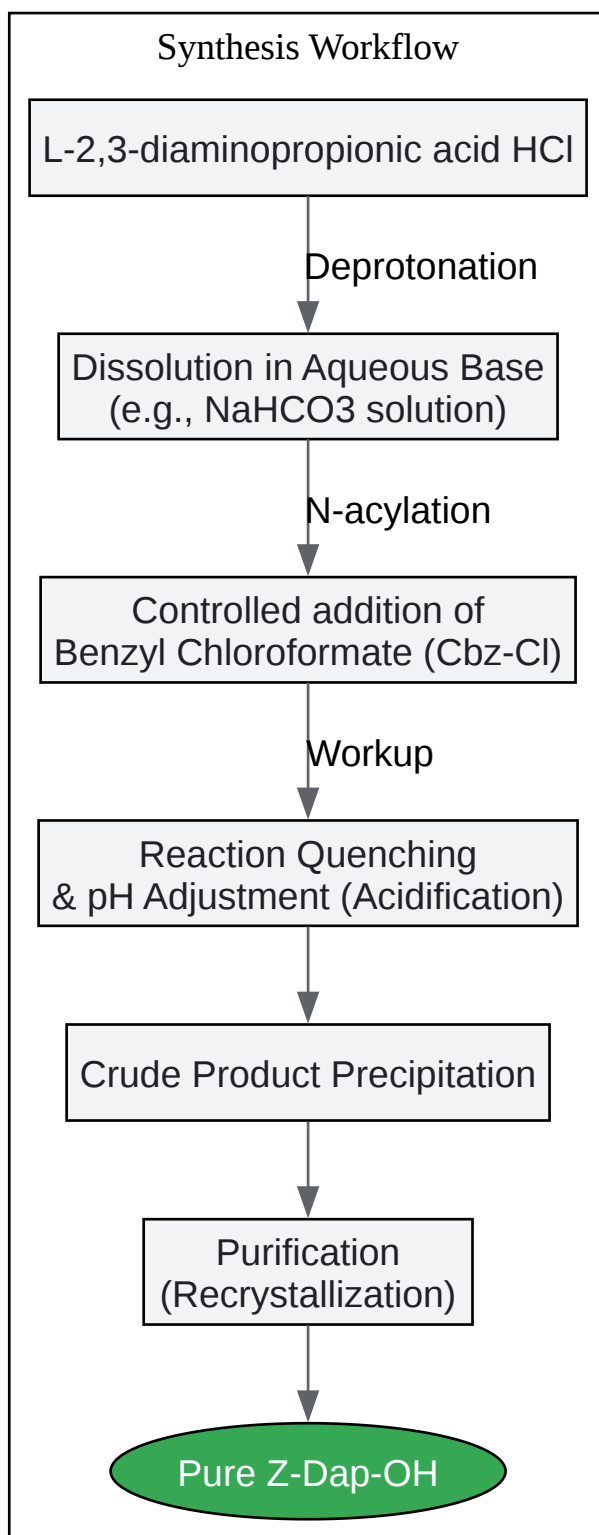 Synthesis Workflow
L-2,3-diaminopropionic acid HCl
Deprotonation
Dissolution in Aqueous Base
(e.g., NaHCO3 solution)
N-acylation
Controlled addition of
Benzyl Chloroformate (Cbz-Cl)
Workup
Reaction Quenching
& pH Adjustment (Acidification)
Crude Product Precipitation
Purification
(Recrystallization)
Pure Z-Dap-OH